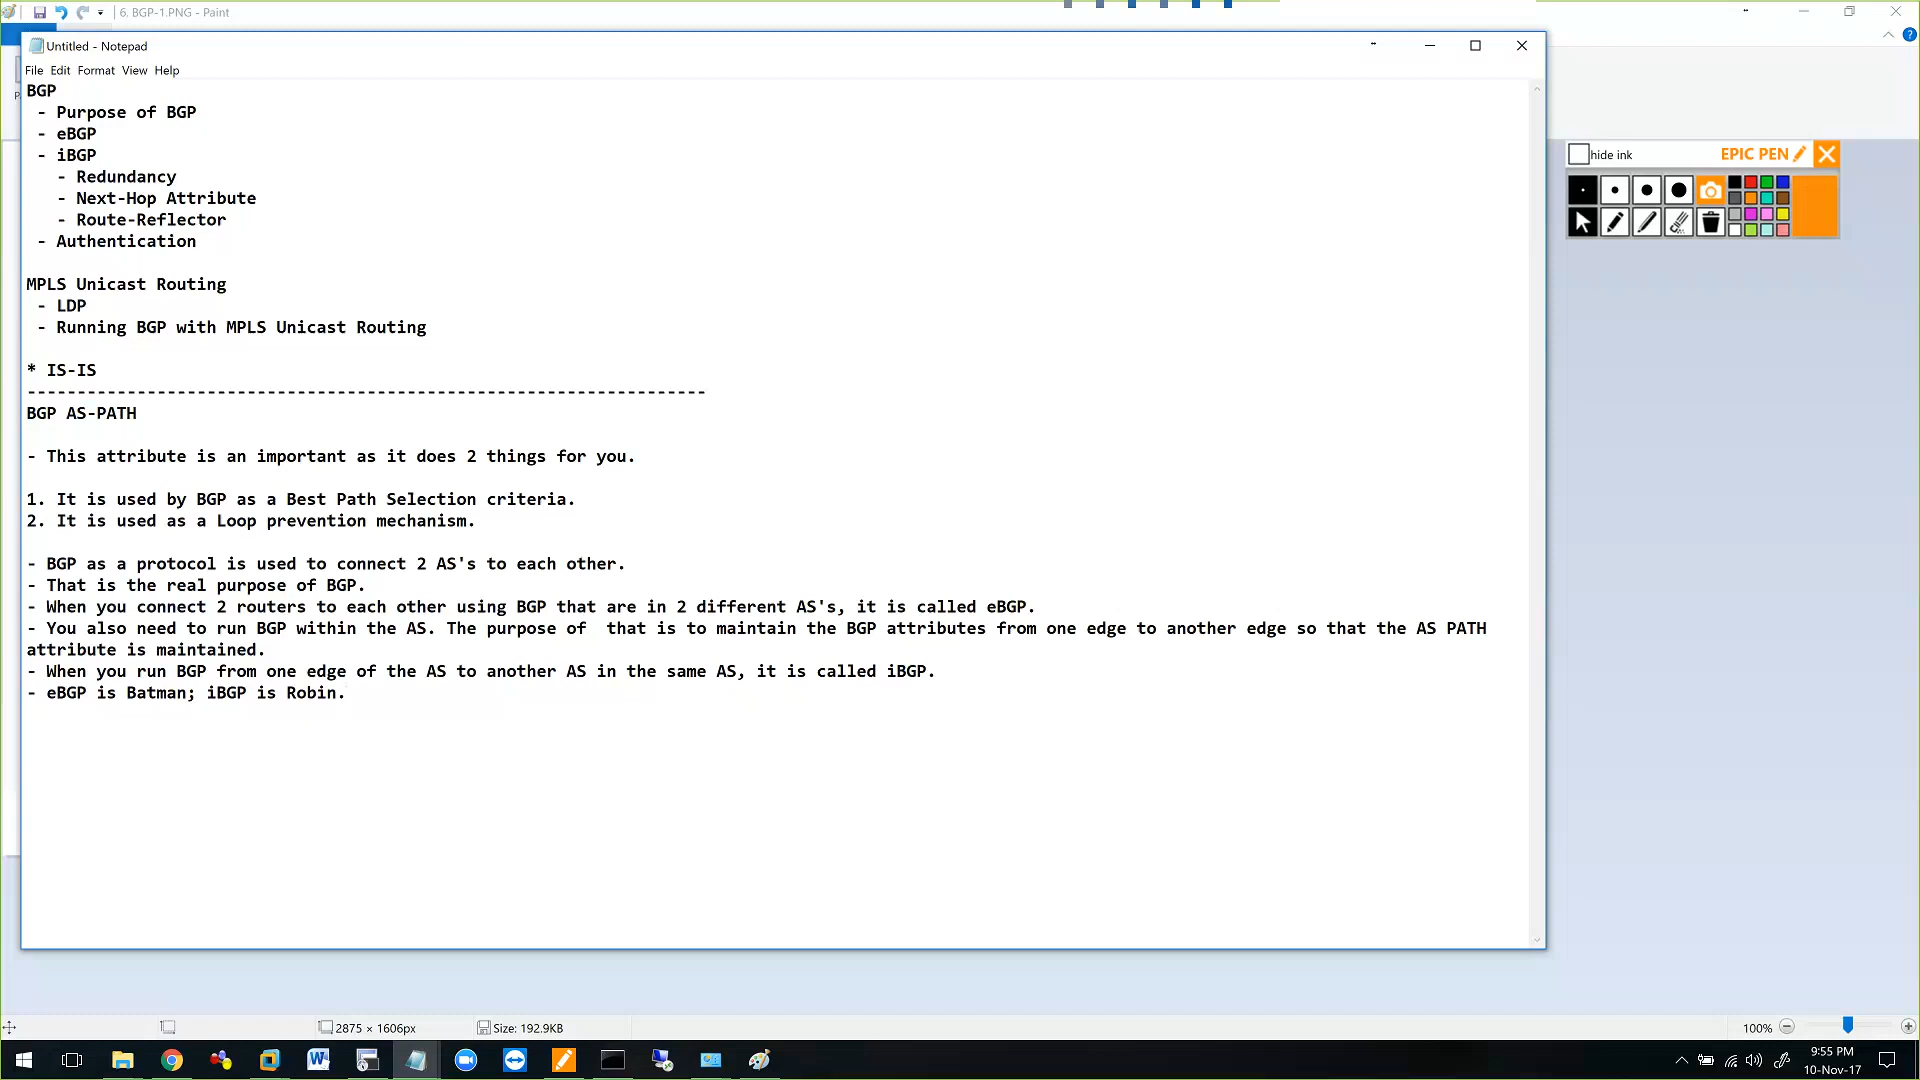 6. BGP-1.PNG - Paint
Untitled - Notepad
File Edit Format View Help
BGP
- Purpose of BGP
- eBGP
- iBGP
- Redundancy
- Next-Hop Attribute
- Route-Reflector
- Authentication
MPLS Unicast Routing
- LDP
- Running BGP with MPLS Unicast Routing
* IS-IS
--------------------------------------------------------------------
BGP AS-PATH
- This attribute is an important as it does 2 things for you.
1. It is used by BGP as a Best Path Selection criteria.
2. It is used as a Loop prevention mechanism.
- BGP as a protocol is used to connect 2 AS's to each other.
- That is the real purpose of BGP.
- When you connect 2 routers to each other using BGP that are in 2 different AS's, it is called eBGP.
- You also need to run BGP within the AS. The purpose of  that is to maintain the BGP attributes from one edge to another edge so that the AS PATH
attribute is maintained.
- When you run BGP from one edge of the AS to another AS in the same AS, it is called iBGP.
- eBGP is Batman; iBGP is Robin.
hide ink
EPIC PEN
2875 × 1606px
Size: 192.9KB
100%
9:55 PM
10-Nov-17